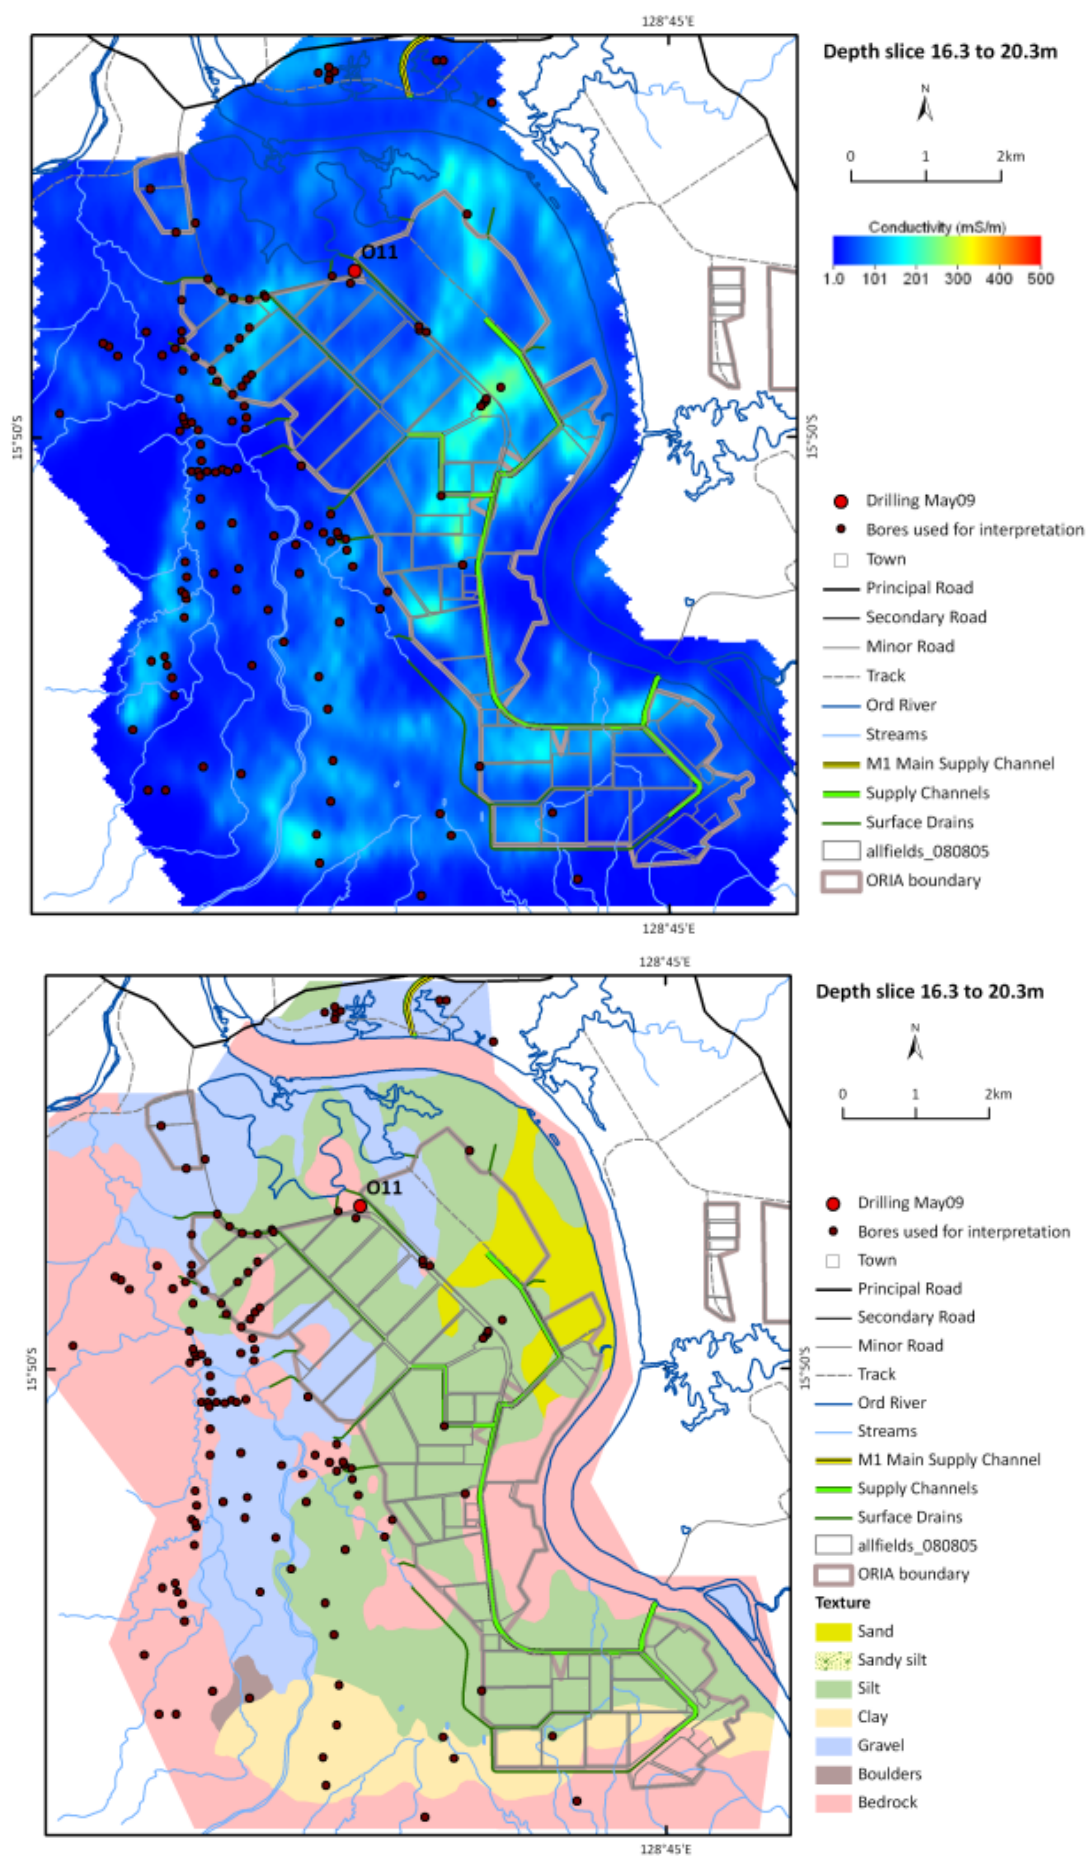 128°45'E
Depth slice 16.3 to 20.3m
N
0 1 2km
Conductivity (mS/m)
1.0 101 201 300 400 500
O11
15°50'S
15°50'S
Drilling May09
Bores used for interpretation
Town
Principal Road
Secondary Road
Minor Road
Track
Ord River
Streams
M1 Main Supply Channel
Supply Channels
Surface Drains
allfields_080805
ORIA boundary
128°45'E
128°45'E
Depth slice 16.3 to 20.3m
N
0 1 2km
O11
15°50'S
15°50'S
Drilling May09
Bores used for interpretation
Town
Principal Road
Secondary Road
Minor Road
Track
Ord River
Streams
M1 Main Supply Channel
Supply Channels
Surface Drains
allfields_080805
ORIA boundary
Texture
Sand
Sandy silt
Silt
Clay
Gravel
Boulders
Bedrock
128°45'E